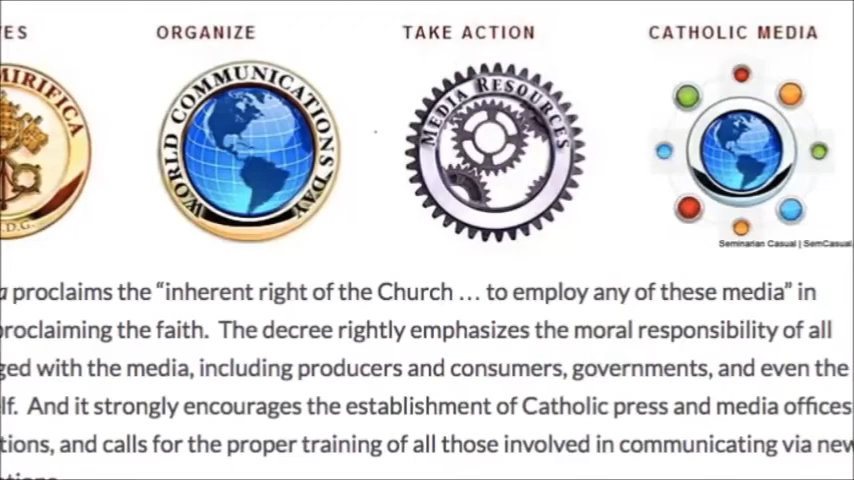 ES
ORGANIZE
TAKE ACTION
CATHOLIC MEDIA
MIRIFICA
D.G.
WORLD COMMUNICATIONS DAY
MEDIA RESOURCES
Seminarian Casual | SemCasual.
a proclaims the “inherent right of the Church … to employ any of these media” in
proclaiming the faith. The decree rightly emphasizes the moral responsibility of all
ged with the media, including producers and consumers, governments, and even the
lf. And it strongly encourages the establishment of Catholic press and media offices
tions, and calls for the proper training of all those involved in communicating via new